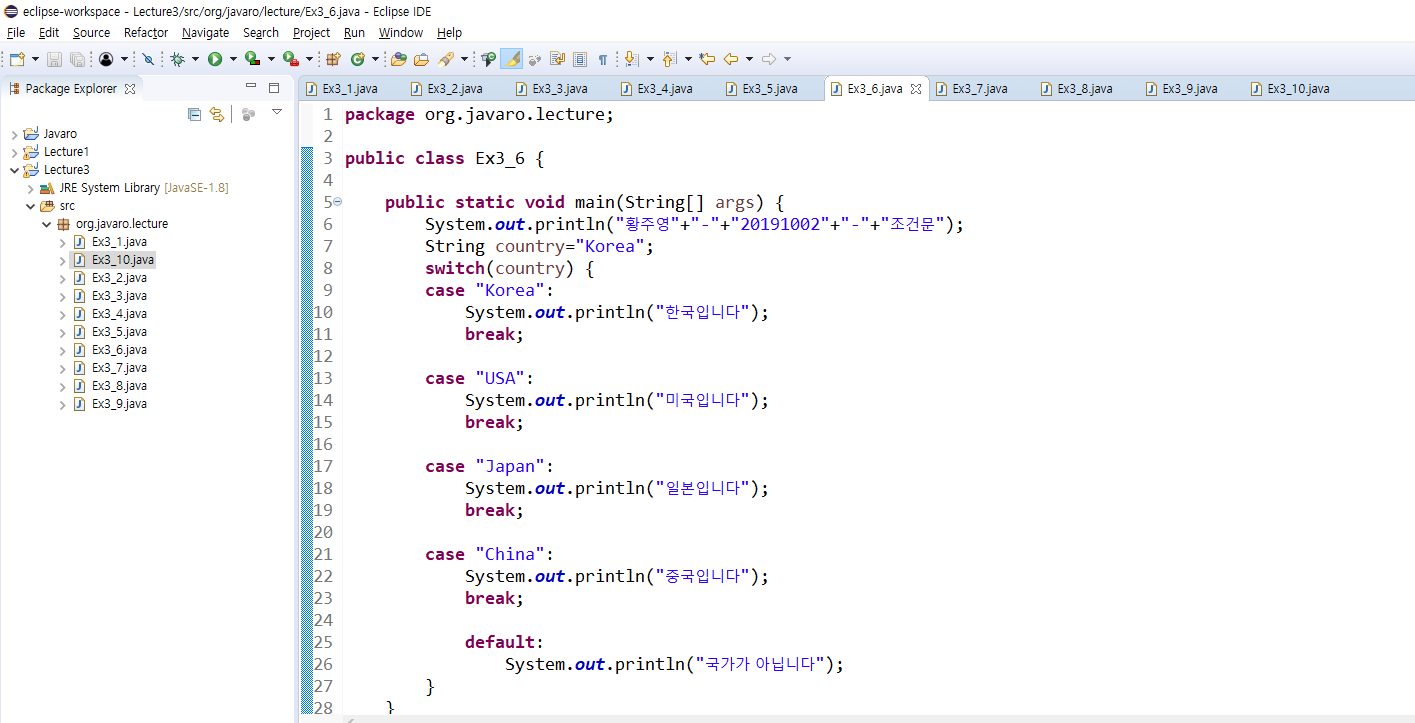 eclipse-workspace - Lecture3/src/org/javaro/lecture/Ex3_6.java - Eclipse IDE
File Edit Source Refactor Navigate Search Project Run Window Help
Package Explorer
Javaro
Lecture1
Lecture3
JRE System Library [JavaSE-1.8]
src
org.javaro.lecture
Ex3_1.java
Ex3_10.java
Ex3_2.java
Ex3_3.java
Ex3_4.java
Ex3_5.java
Ex3_6.java
Ex3_7.java
Ex3_8.java
Ex3_9.java
Ex3_1.java Ex3_2.java Ex3_3.java Ex3_4.java Ex3_5.java Ex3_6.java Ex3_7.java Ex3_8.java Ex3_9.java Ex3_10.java
1 package org.javaro.lecture;
2
3 public class Ex3_6 {
4
5 public static void main(String[] args) {
6 System.out.println("황주영"+"-"+"20191002"+"-"+"조건문");
7 String country="Korea";
8 switch(country) {
9 case "Korea":
10 System.out.println("한국입니다");
11 break;
12
13 case "USA":
14 System.out.println("미국입니다");
15 break;
16
17 case "Japan":
18 System.out.println("일본입니다");
19 break;
20
21 case "China":
22 System.out.println("중국입니다");
23 break;
24
25 default:
26 System.out.println("국가가 아닙니다");
27 }
28 }